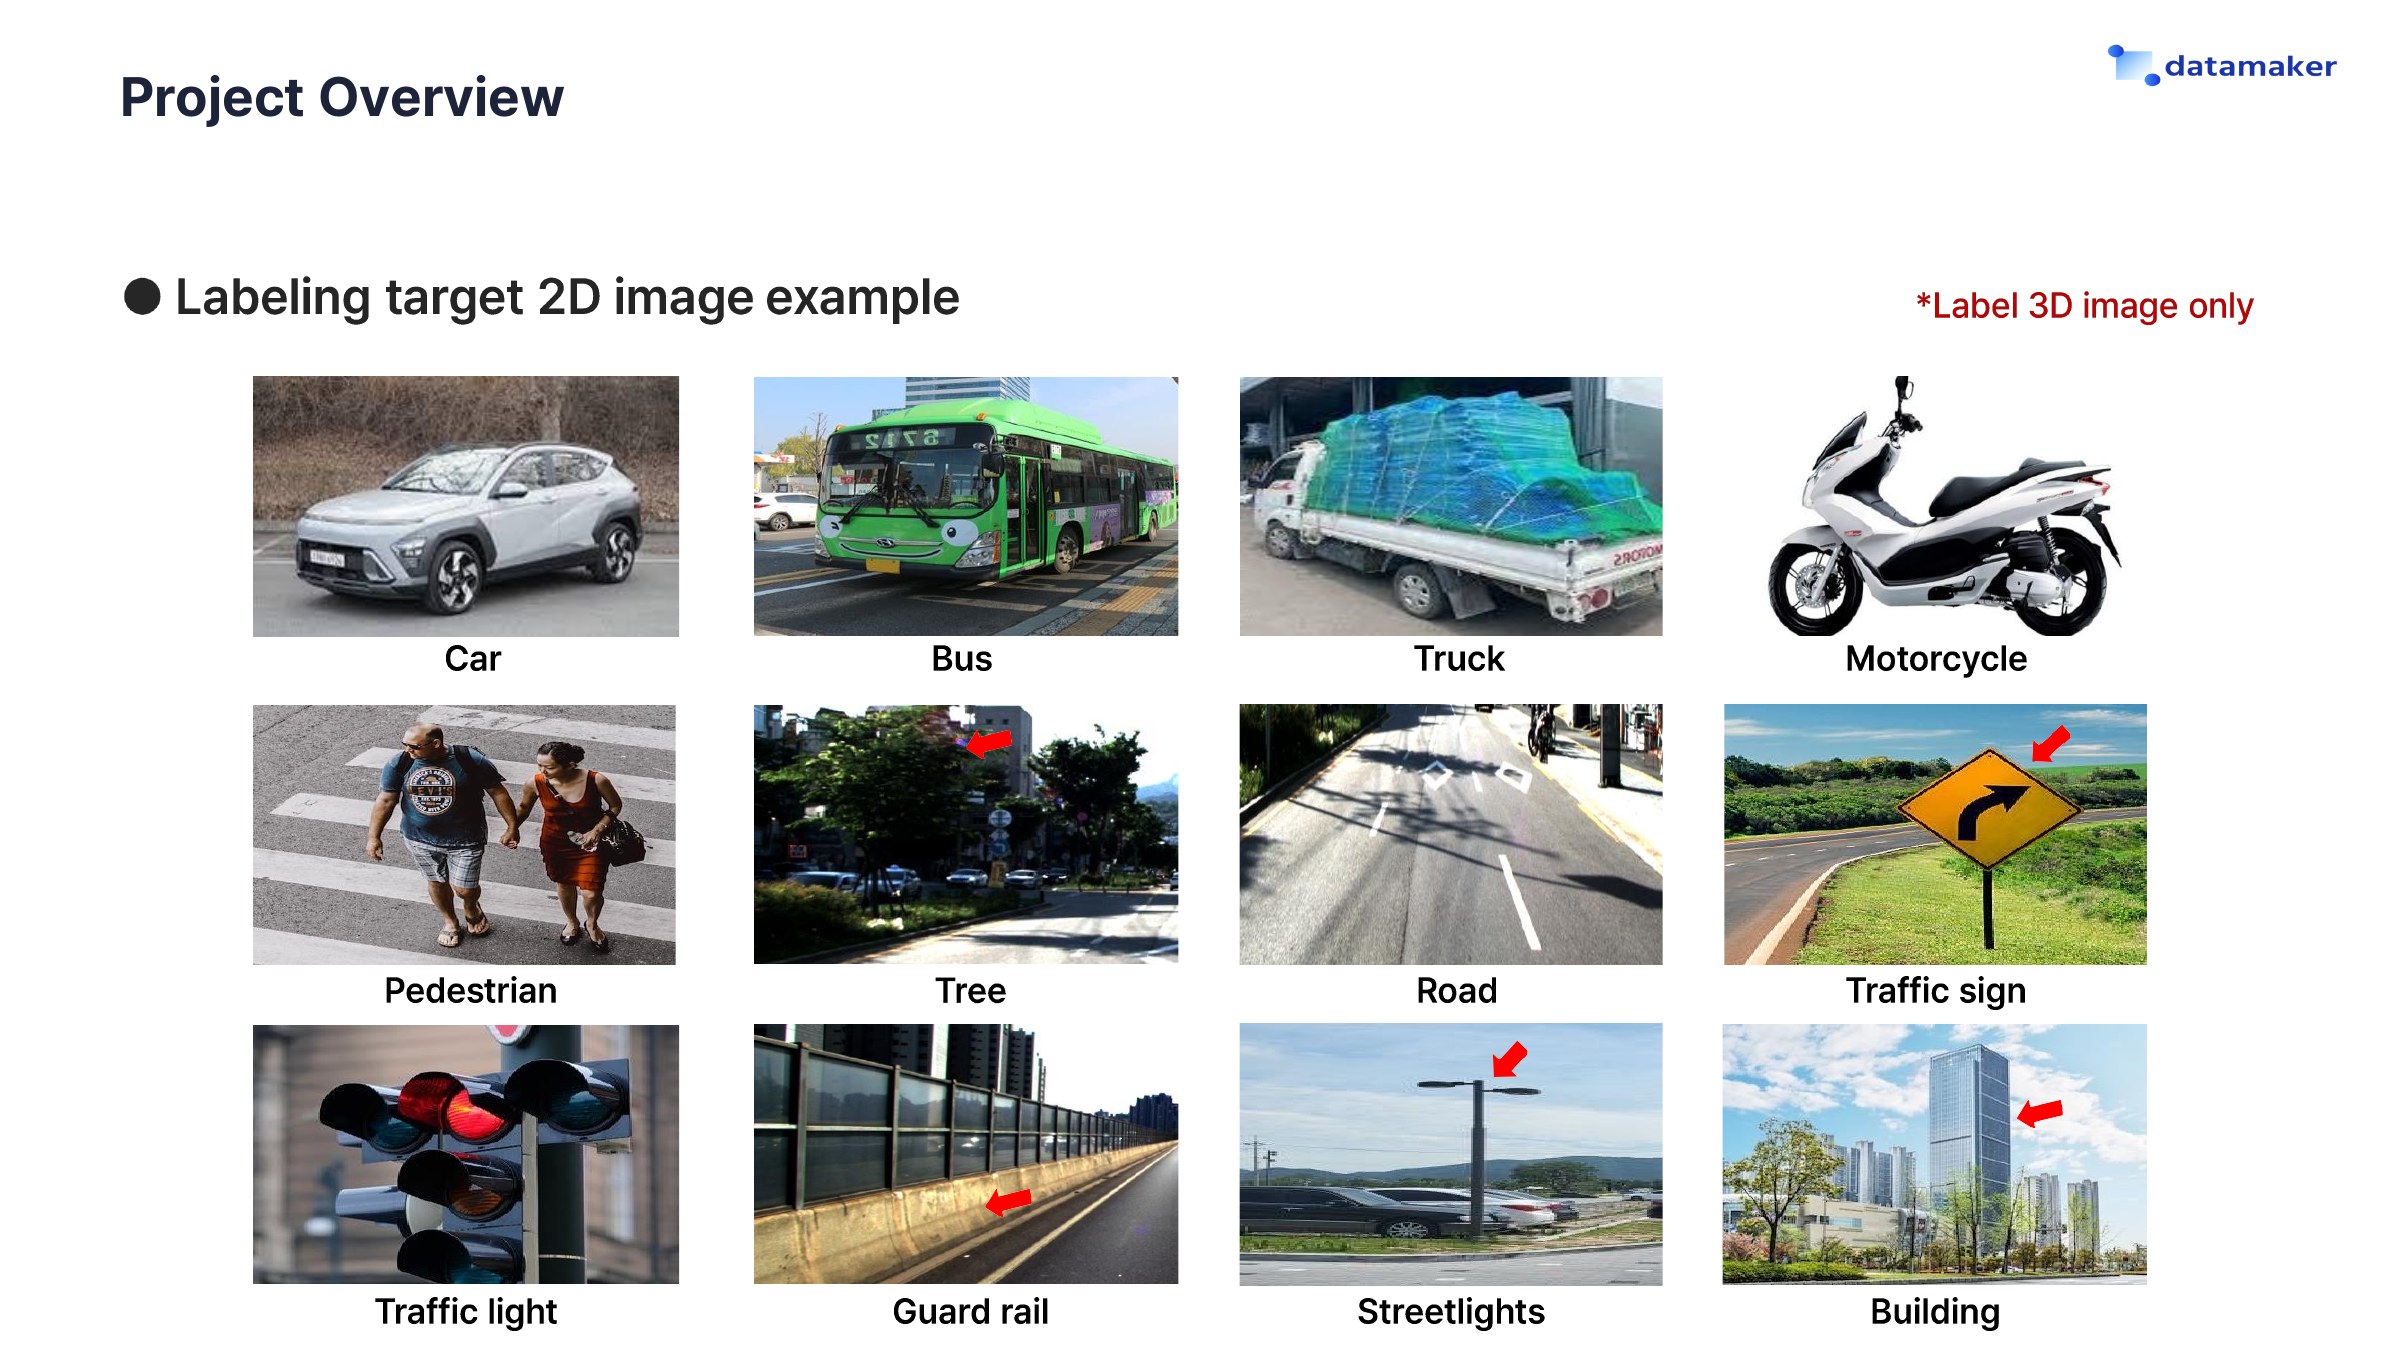 Project Overview
datamaker
Labeling target 2D image example
*Label 3D image only
Car
Bus
Truck
Motorcycle
LEVI'S
Pedestrian
Tree
Road
Traffic sign
Traffic light
Guard rail
Streetlights
Building